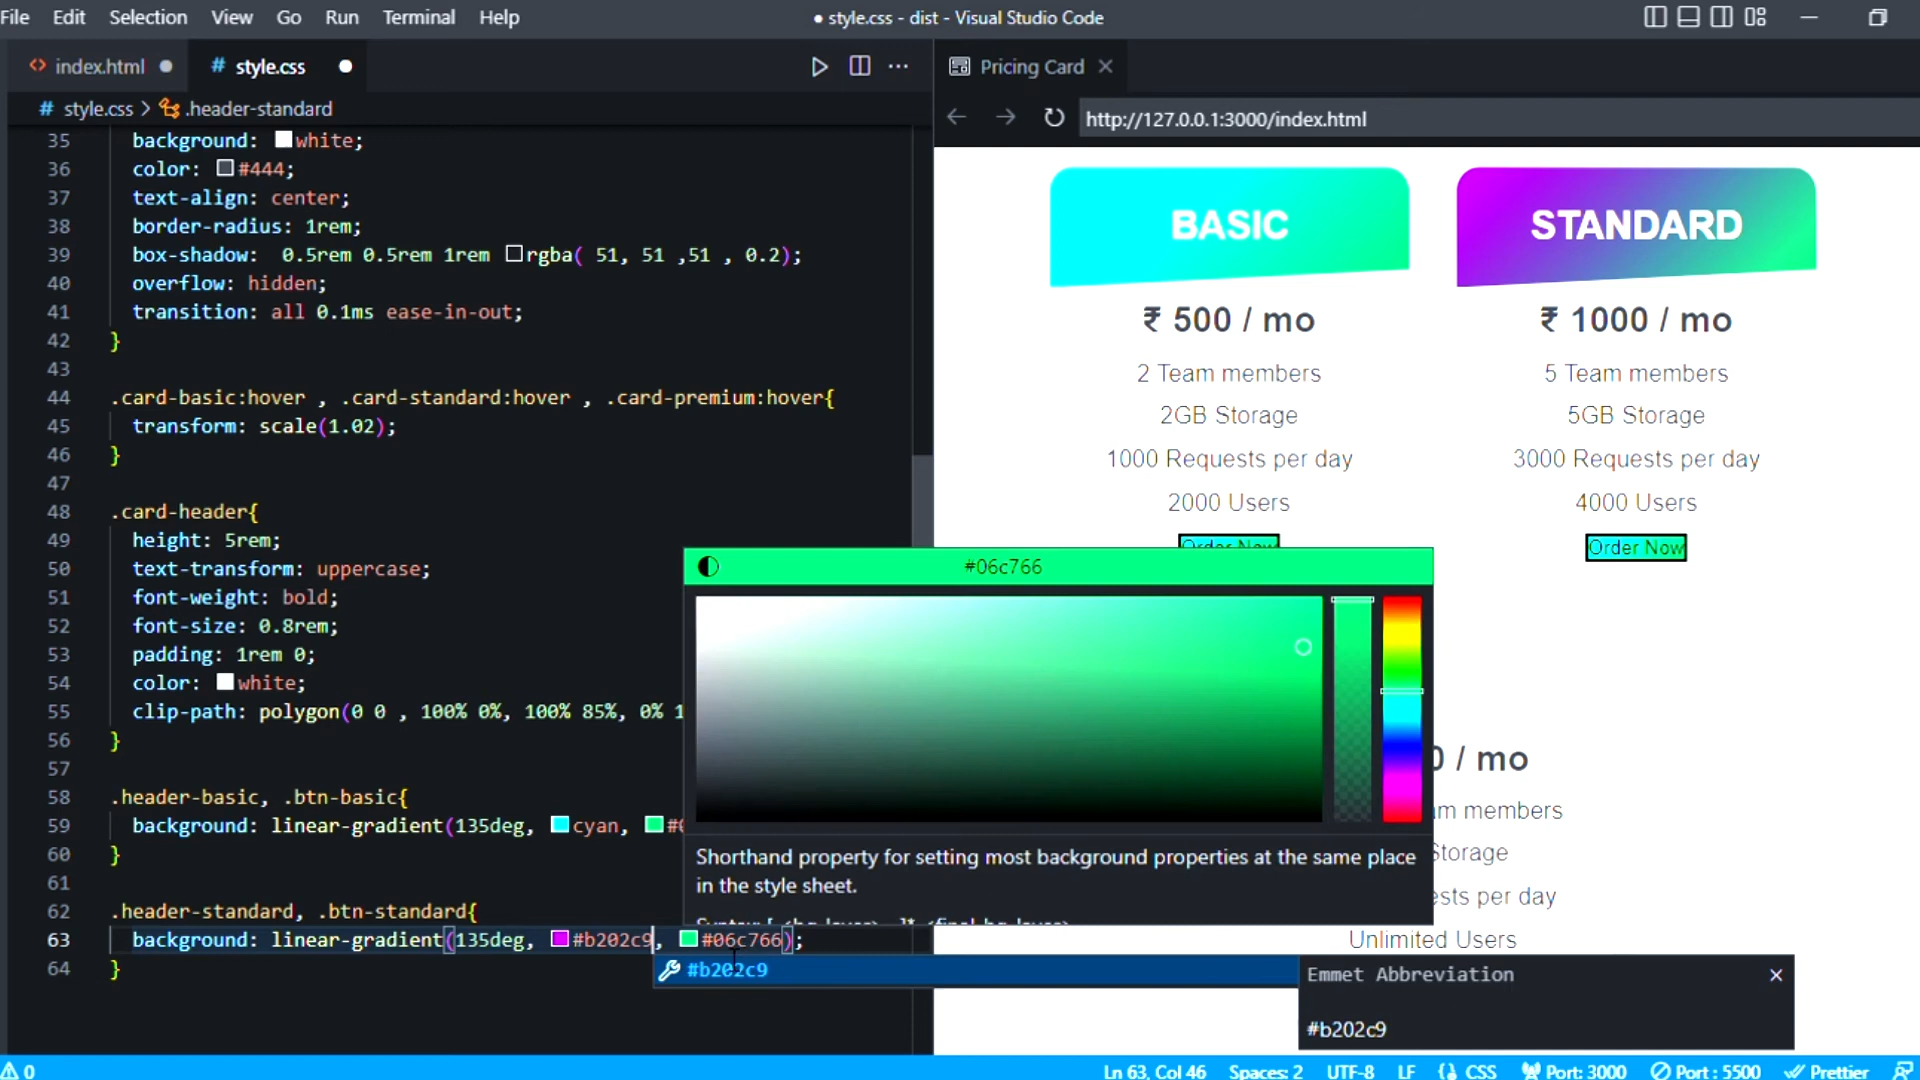 File Edit Selection View Go Run Terminal Help
● style.css - dist - Visual Studio Code
<> index.html ●
# style.css ●
Pricing Card ×
# style.css > .header-standard
http://127.0.0.1:3000/index.html
35 background: white;
36 color: #444;
37 text-align: center;
38 border-radius: 1rem;
39 box-shadow:  0.5rem 0.5rem 1rem rgba( 51, 51 ,51 , 0.2);
40 overflow: hidden;
41 transition: all 0.1ms ease-in-out;
42 }
43
44 .card-basic:hover , .card-standard:hover , .card-premium:hover{
45 transform: scale(1.02);
46 }
47
48 .card-header{
49 height: 5rem;
50 text-transform: uppercase;
51 font-weight: bold;
52 font-size: 0.8rem;
53 padding: 1rem 0;
54 color: white;
55 clip-path: polygon(0 0 , 100% 0%, 100% 85%, 0% 1
56 }
57
58 .header-basic, .btn-basic{
59 background: linear-gradient(135deg, cyan, #0
60 }
61
62 .header-standard, .btn-standard{
63 background: linear-gradient(135deg, #b202c9, #06c766);
64 }
#b202c9
#06c766
Shorthand property for setting most background properties at the same place
in the style sheet.
Emmet Abbreviation ×
#b202c9
BASIC
₹ 500 / mo
2 Team members
2GB Storage
1000 Requests per day
2000 Users
Order Now
STANDARD
₹ 1000 / mo
5 Team members
5GB Storage
3000 Requests per day
4000 Users
Order Now
0 / mo
m members
Storage
sts per day
Unlimited Users
0
Ln 63, Col 46 Spaces: 2 UTF-8 LF CSS Port: 3000 Port : 5500 Prettier